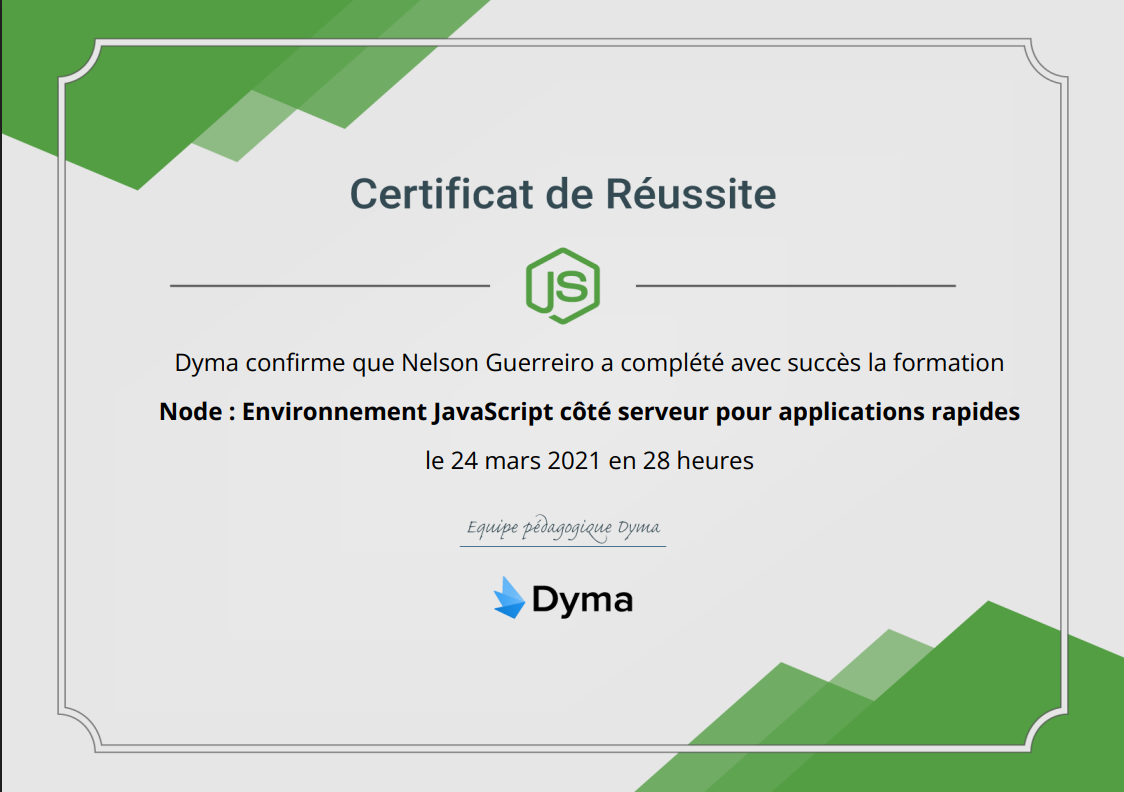 Certificat de Réussite
JS
Dyma confirme que Nelson Guerreiro a complété avec succès la formation
Node : Environnement JavaScript côté serveur pour applications rapides
le 24 mars 2021 en 28 heures
Equipe pédagogique Dyma
Dyma